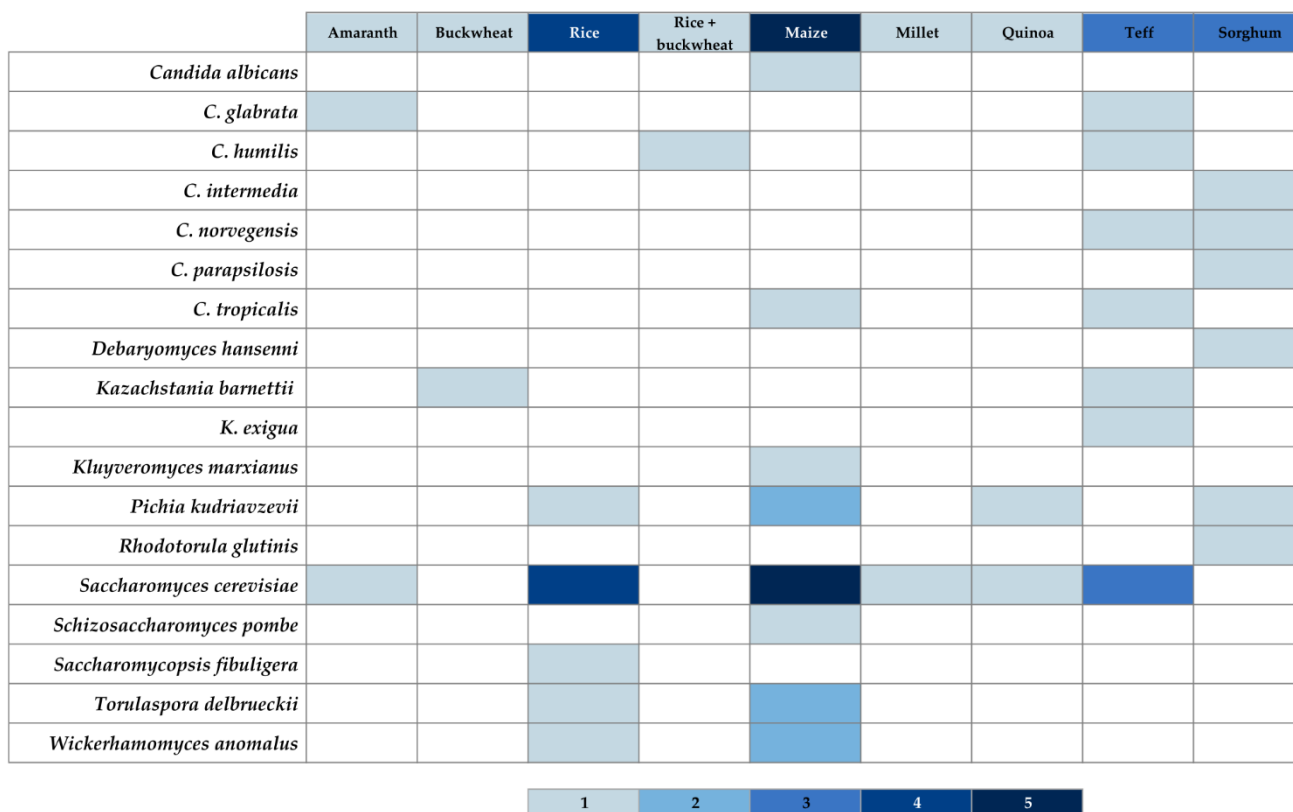 Amaranth Buckwheat Rice Rice + buckwheat Maize Millet Quinoa Teff Sorghum
Candida albicans
C. glabrata
C. humilis
C. intermedia
C. norvegensis
C. parapsilosis
C. tropicalis
Debaryomyces hansenni
Kazachstania barnettii
K. exigua
Kluyveromyces marxianus
Pichia kudriavzevii
Rhodotorula glutinis
Saccharomyces cerevisiae
Schizosaccharomyces pombe
Saccharomycopsis fibuligera
Torulaspora delbrueckii
Wickerhamomyces anomalus
1 2 3 4 5